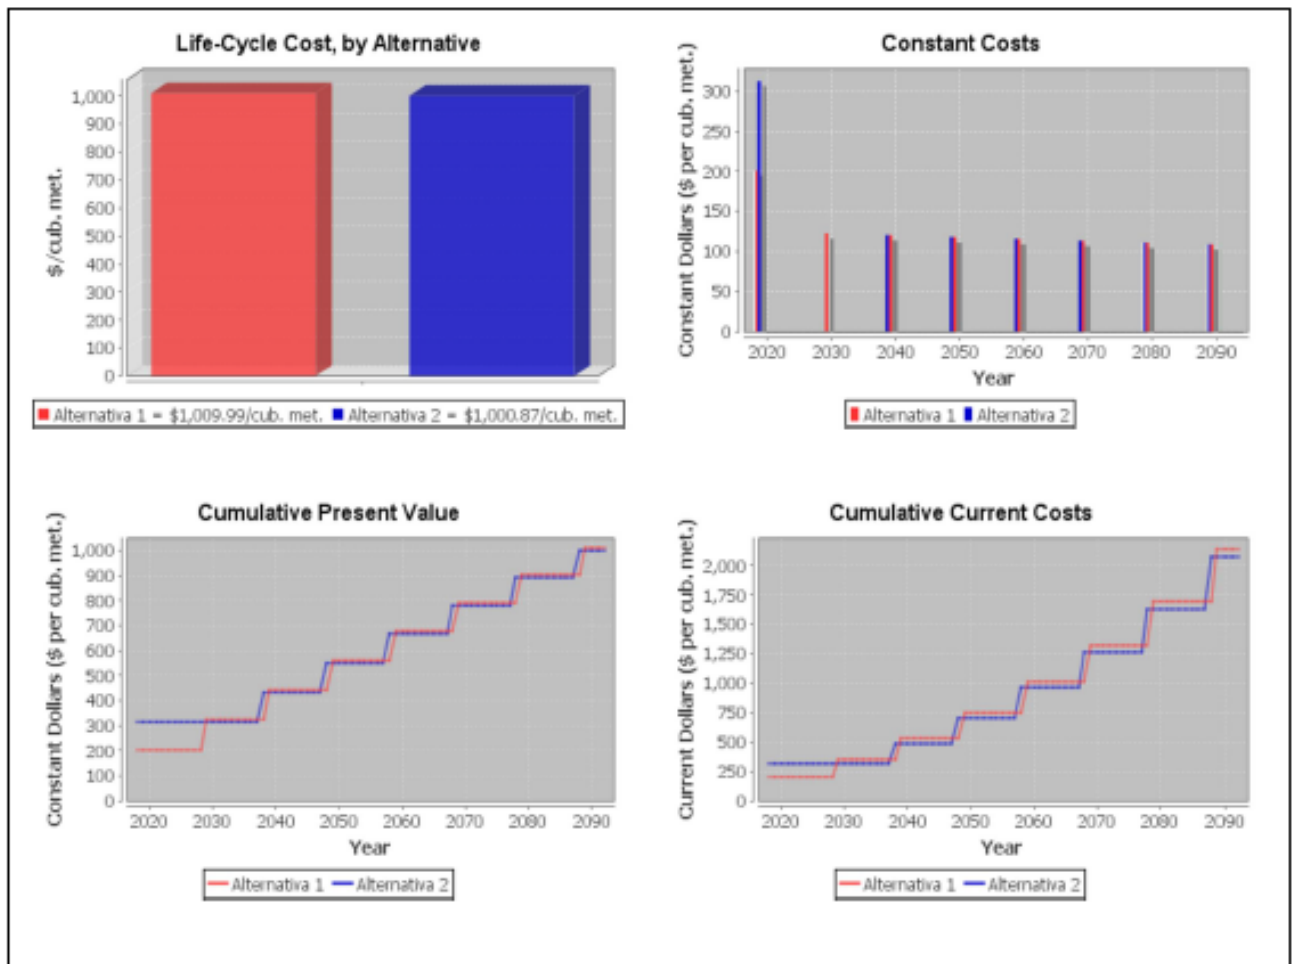 Life-Cycle Cost, by Alternative
$/cub. met.
1,000
900
800
700
600
500
400
300
200
100
0
Alternativa 1 = $1,009.99/cub. met. Alternativa 2 = $1,000.87/cub. met.
Constant Costs
Constant Dollars ($ per cub. met.)
300
250
200
150
100
50
0
2020 2030 2040 2050 2060 2070 2080 2090
Year
Alternativa 1 Alternativa 2
Cumulative Present Value
Constant Dollars ($ per cub. met.)
1,000
900
800
700
600
500
400
300
200
100
0
2020 2030 2040 2050 2060 2070 2080 2090
Year
Alternativa 1 Alternativa 2
Cumulative Current Costs
Current Dollars ($ per cub. met.)
2,000
1,750
1,500
1,250
1,000
750
500
250
0
2020 2030 2040 2050 2060 2070 2080 2090
Year
Alternativa 1 Alternativa 2